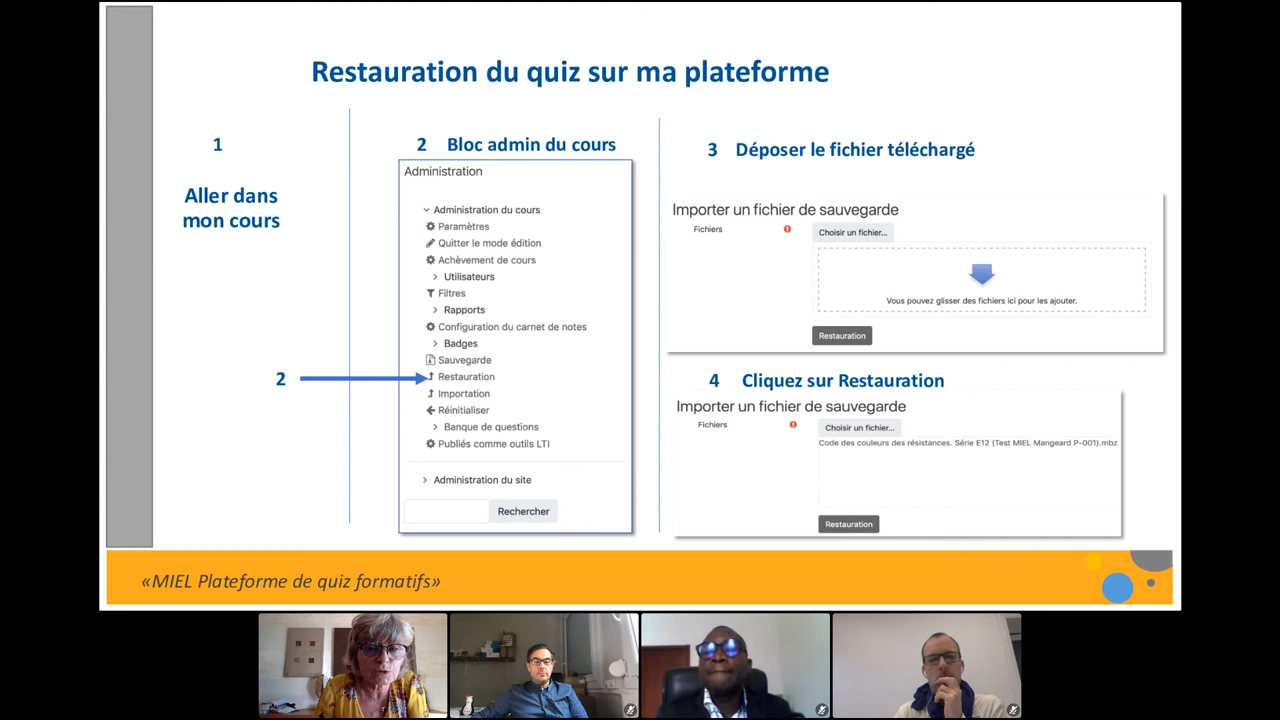 Restauration du quiz sur ma plateforme
1
Aller dans
mon cours
2 Bloc admin du cours
Administration
Administration du cours
Paramètres
Quitter le mode édition
Achèvement de cours
Utilisateurs
Filtres
Rapports
Configuration du carnet de notes
Badges
Sauvegarde
2
Restauration
Importation
Réinitialiser
Banque de questions
Publiés comme outils LTI
Administration du site
Rechercher
3 Déposer le fichier téléchargé
Importer un fichier de sauvegarde
Fichiers
Choisir un fichier...
Vous pouvez glisser des fichiers ici pour les ajouter.
Restauration
4 Cliquez sur Restauration
Importer un fichier de sauvegarde
Fichiers
Choisir un fichier...
Code des couleurs des résistances. Série E12 (Test MIEL Mangeard P-001).mbz
Restauration
«MIEL Plateforme de quiz formatifs»